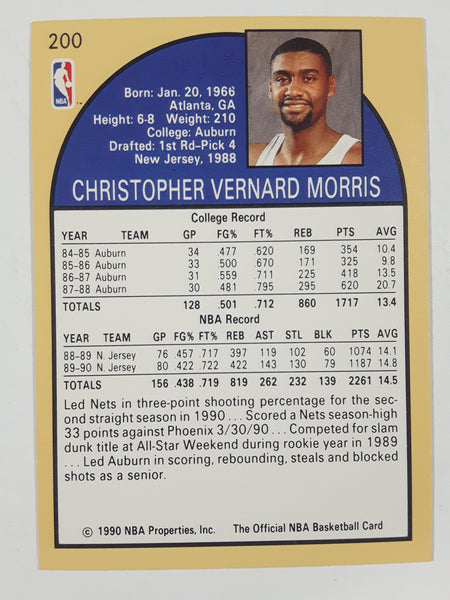 200
NBA
Born: Jan. 20, 1966
Atlanta, GA
Height: 6-8 Weight: 210
College: Auburn
Drafted: 1st Rd-Pick 4
New Jersey, 1988
CHRISTOPHER VERNARD MORRIS
College Record
YEAR TEAM GP FG% FT% REB PTS AVG
84-85 Auburn 34 .477 .620 169 354 10.4
85-86 Auburn 33 .500 .670 171 325 9.8
86-87 Auburn 31 .559 .711 225 418 13.5
87-88 Auburn 30 .481 .795 295 620 20.7
TOTALS 128 .501 .712 860 1717 13.4
NBA Record
YEAR TEAM GP FG% FT% REB AST STL BLK PTS AVG
88-89 N. Jersey 76 .457 .717 397 119 102 60 1074 14.1
89-90 N. Jersey 80 .422 .722 422 143 130 79 1187 14.8
TOTALS 156 .438 .719 819 262 232 139 2261 14.5
Led Nets in three-point shooting percentage for the sec-
ond straight season in 1990 . . . Scored a Nets season-high
33 points against Phoenix 3/30/90 . . . Competed for slam
dunk title at All-Star Weekend during rookie year in 1989
. . . Led Auburn in scoring, rebounding, steals and blocked
shots as a senior.
© 1990 NBA Properties, Inc. The Official NBA Basketball Card